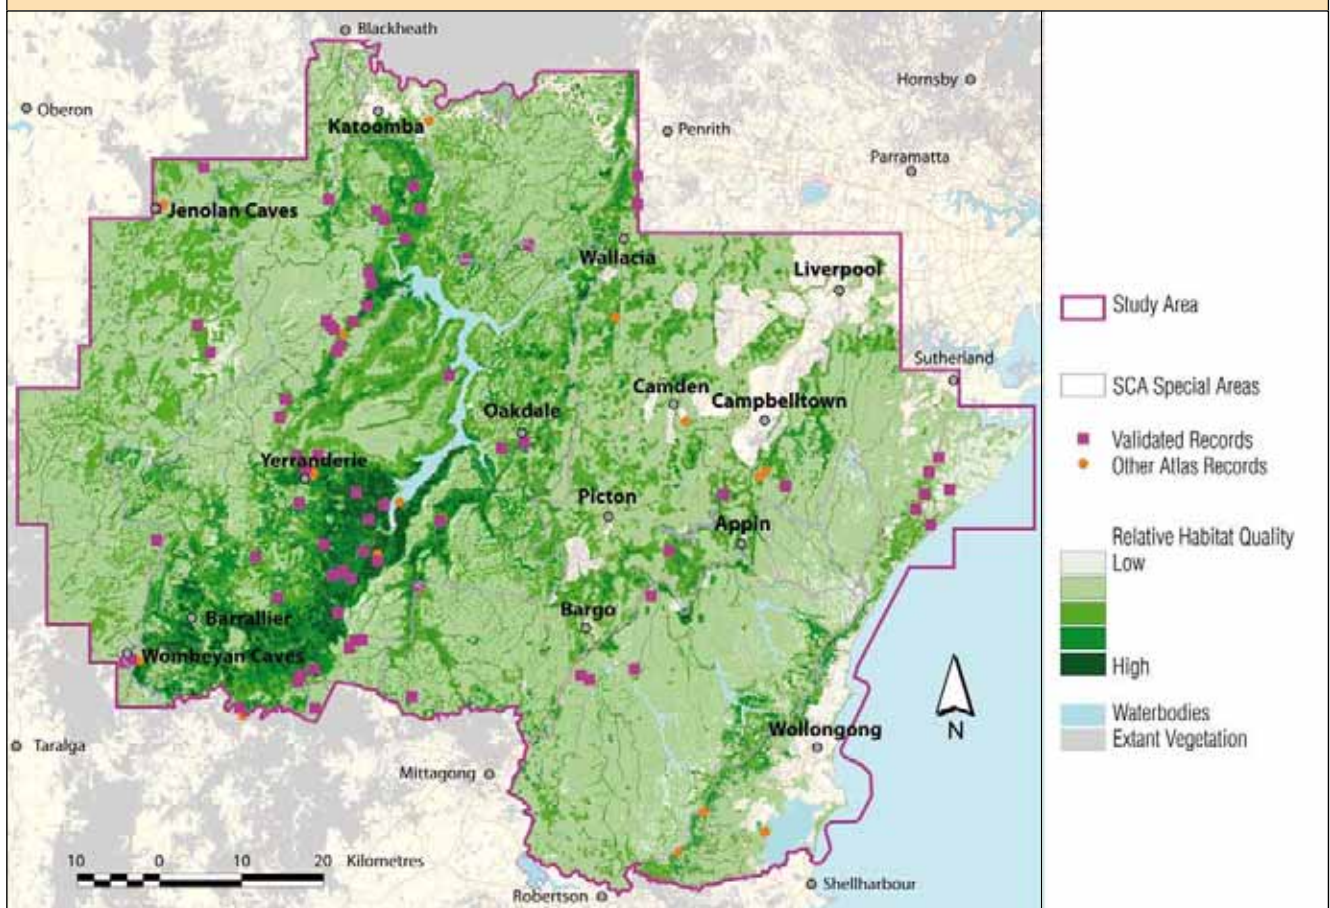 Blackheath
Hornsby
Oberon
Katoomba
Penrith
Parramatta
Jenolan Caves
Wallacia
Liverpool
Study Area
Sutherland
SCA Special Areas
Camden
Campbelltown
Oakdale
Validated Records
Other Atlas Records
Yerranderie
Picton
Appin
Relative Habitat Quality
Low
Bargo
Barrallier
Wombeyan Caves
High
Waterbodies
Extant Vegetation
N
Wollongong
Taralga
Mittagong
10 0 10 20 Kilometres
Shellharbour
Robertson